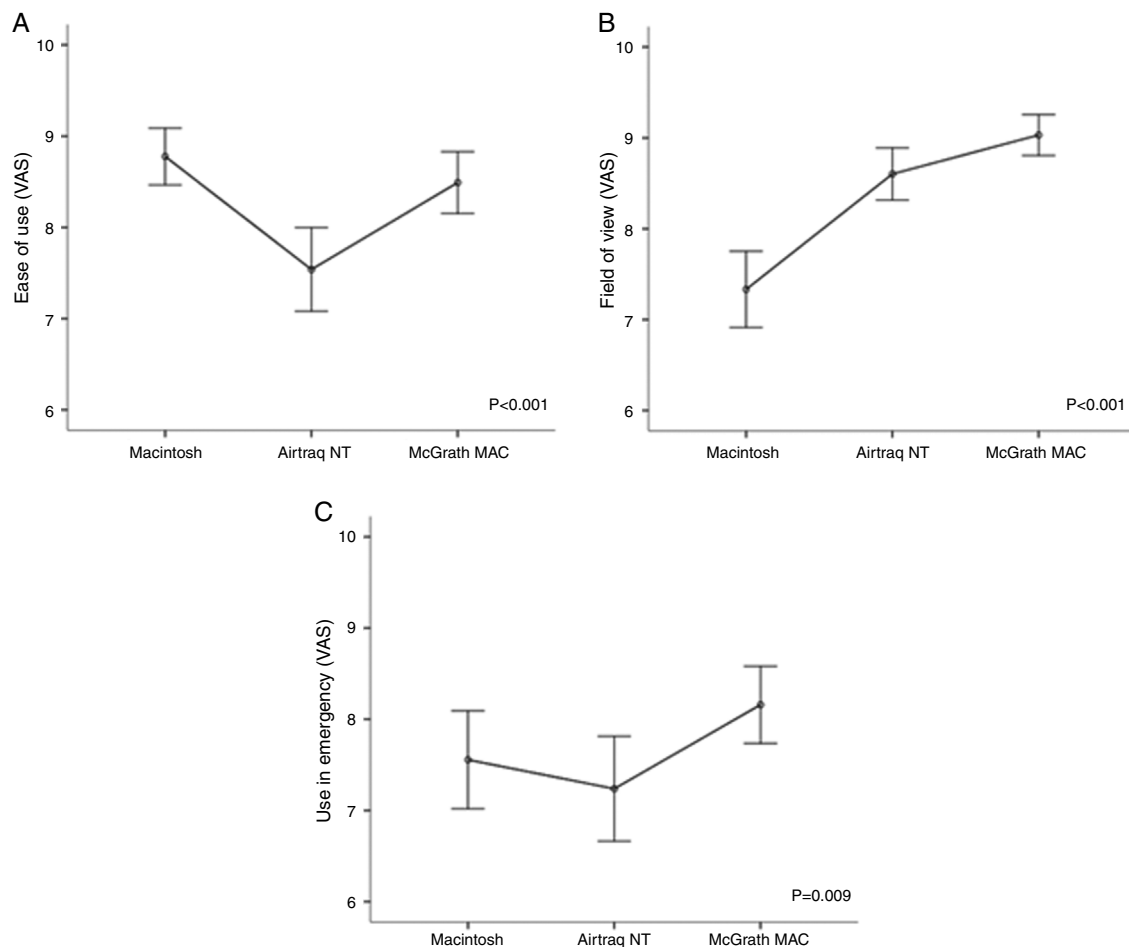 A
10
9
8
7
6
Ease of use (VAS)
P<0.001
Macintosh Airtraq NT McGrath MAC
B
10
9
8
7
6
Field of view (VAS)
P<0.001
Macintosh Airtraq NT McGrath MAC
C
10
9
8
7
6
Use in emergency (VAS)
P=0.009
Macintosh Airtraq NT McGrath MAC